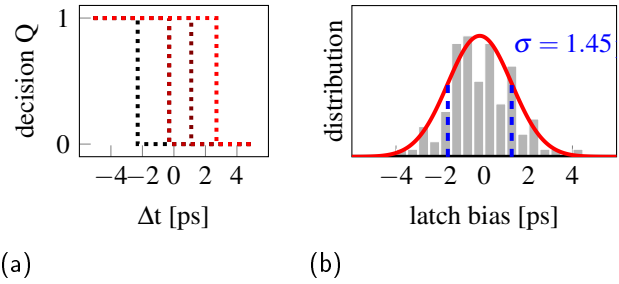 decision Q
1
0
−4 −2 0 2 4
Δt [ps]
(a)
distribution
σ = 1.45
−4 −2 0 2 4
latch bias [ps]
(b)